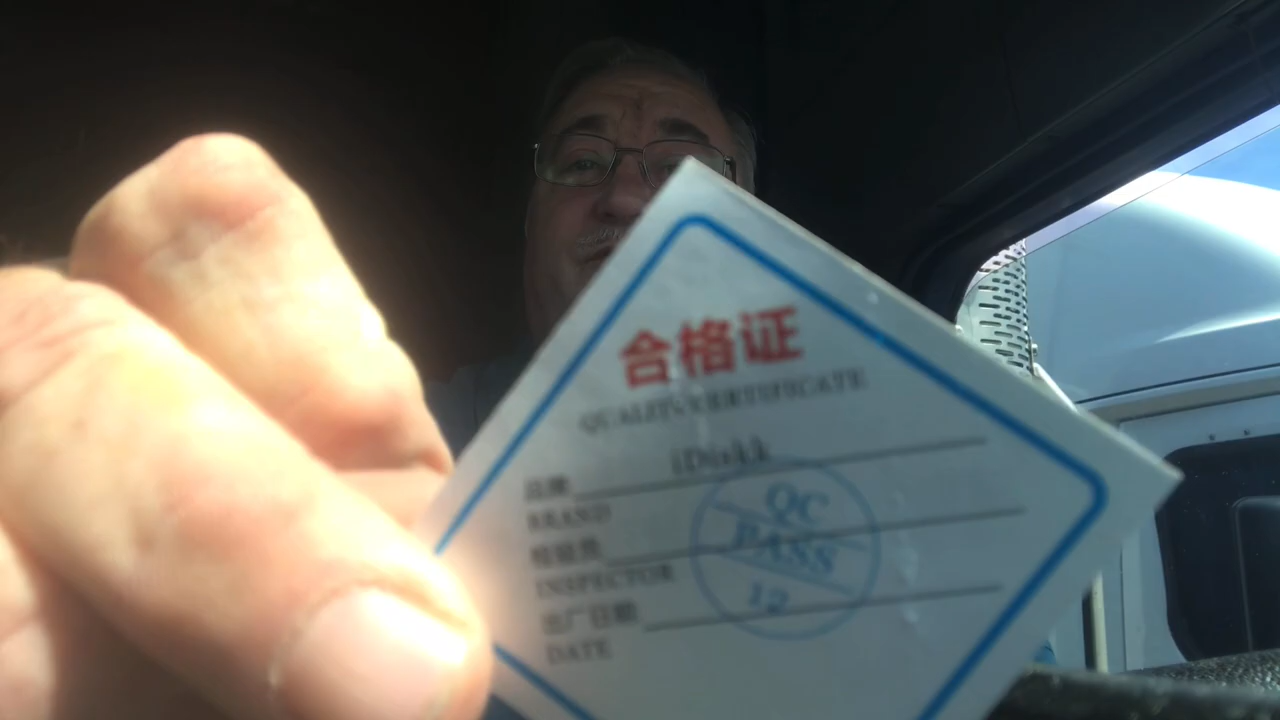 合格证
QUALITY CERTIFICATE
品牌 iDiskk
BRAND
检验员
INSPECTOR
出厂日期
DATE
QC
PASS
12